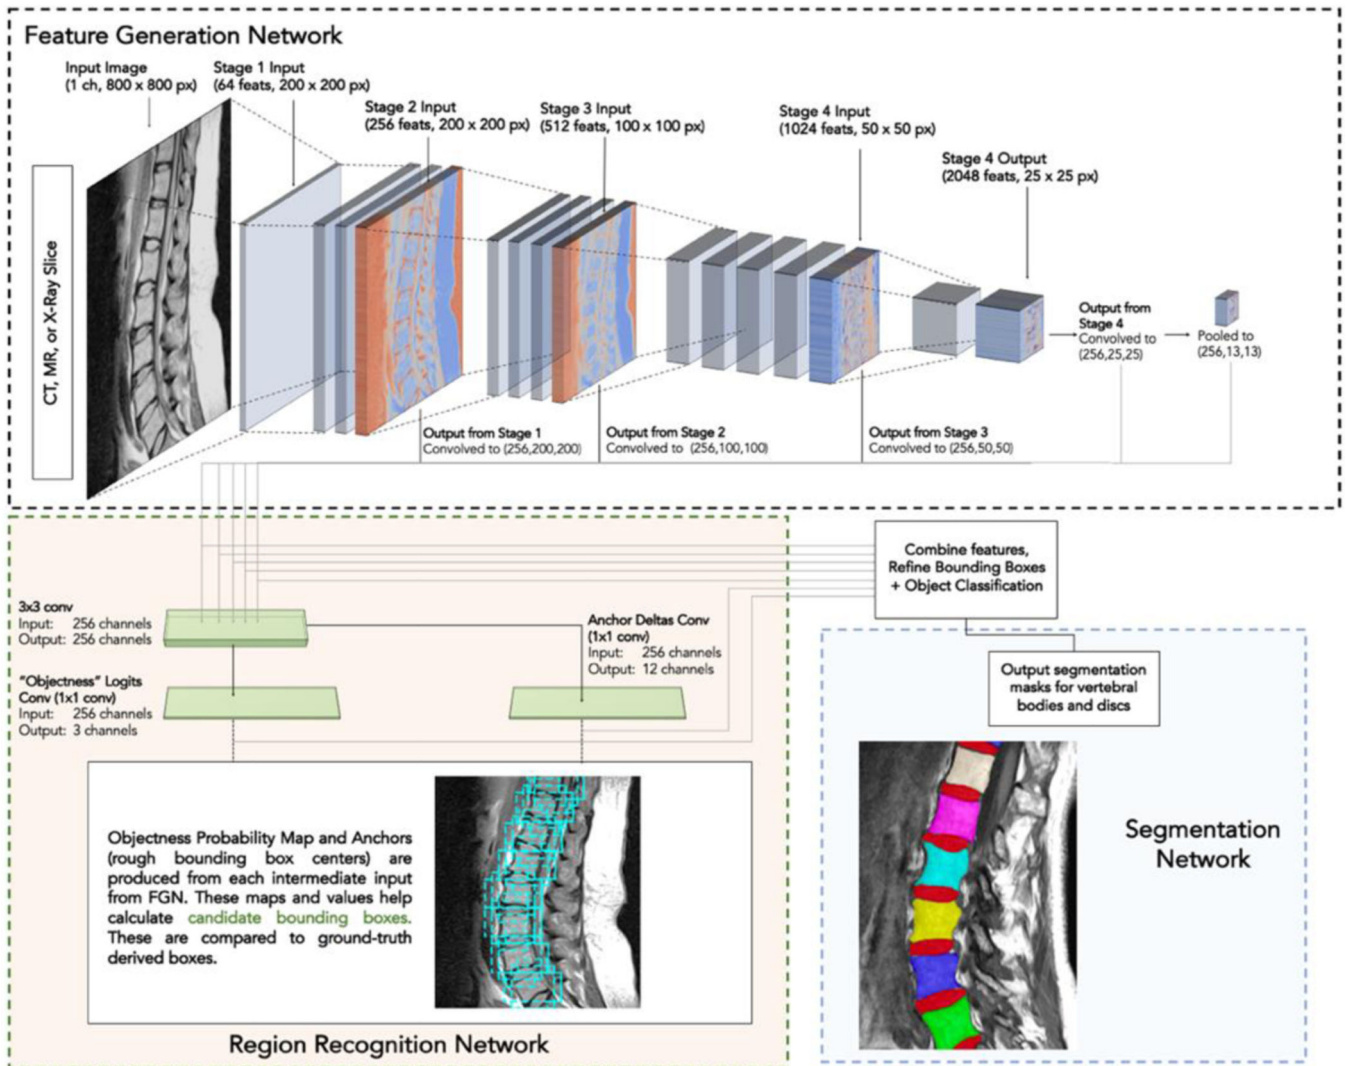 Feature Generation Network
Input Image
(1 ch, 800 x 800 px)
Stage 1 Input
(64 feats, 200 x 200 px)
Stage 2 Input
(256 feats, 200 x 200 px)
Stage 3 Input
(512 feats, 100 x 100 px)
Stage 4 Input
(1024 feats, 50 x 50 px)
Stage 4 Output
(2048 feats, 25 x 25 px)
CT, MR, or X-Ray Slice
Output from
Stage 4
Convolved to
(256,25,25)
Pooled to
(256,13,13)
Output from Stage 1
Convolved to (256,200,200)
Output from Stage 2
Convolved to (256,100,100)
Output from Stage 3
Convolved to (256,50,50)
Combine features,
Refine Bounding Boxes
+ Object Classification
3x3 conv
Input: 256 channels
Output: 256 channels
Anchor Deltas Conv
(1x1 conv)
Input: 256 channels
Output: 12 channels
"Objectness" Logits
Conv (1x1 conv)
Input: 256 channels
Output: 3 channels
Output segmentation
masks for vertebral
bodies and discs
Objectness Probability Map and Anchors
(rough bounding box centers) are
produced from each intermediate input
from FGN. These maps and values help
calculate candidate bounding boxes.
These are compared to ground-truth
derived boxes.
Segmentation
Network
Region Recognition Network